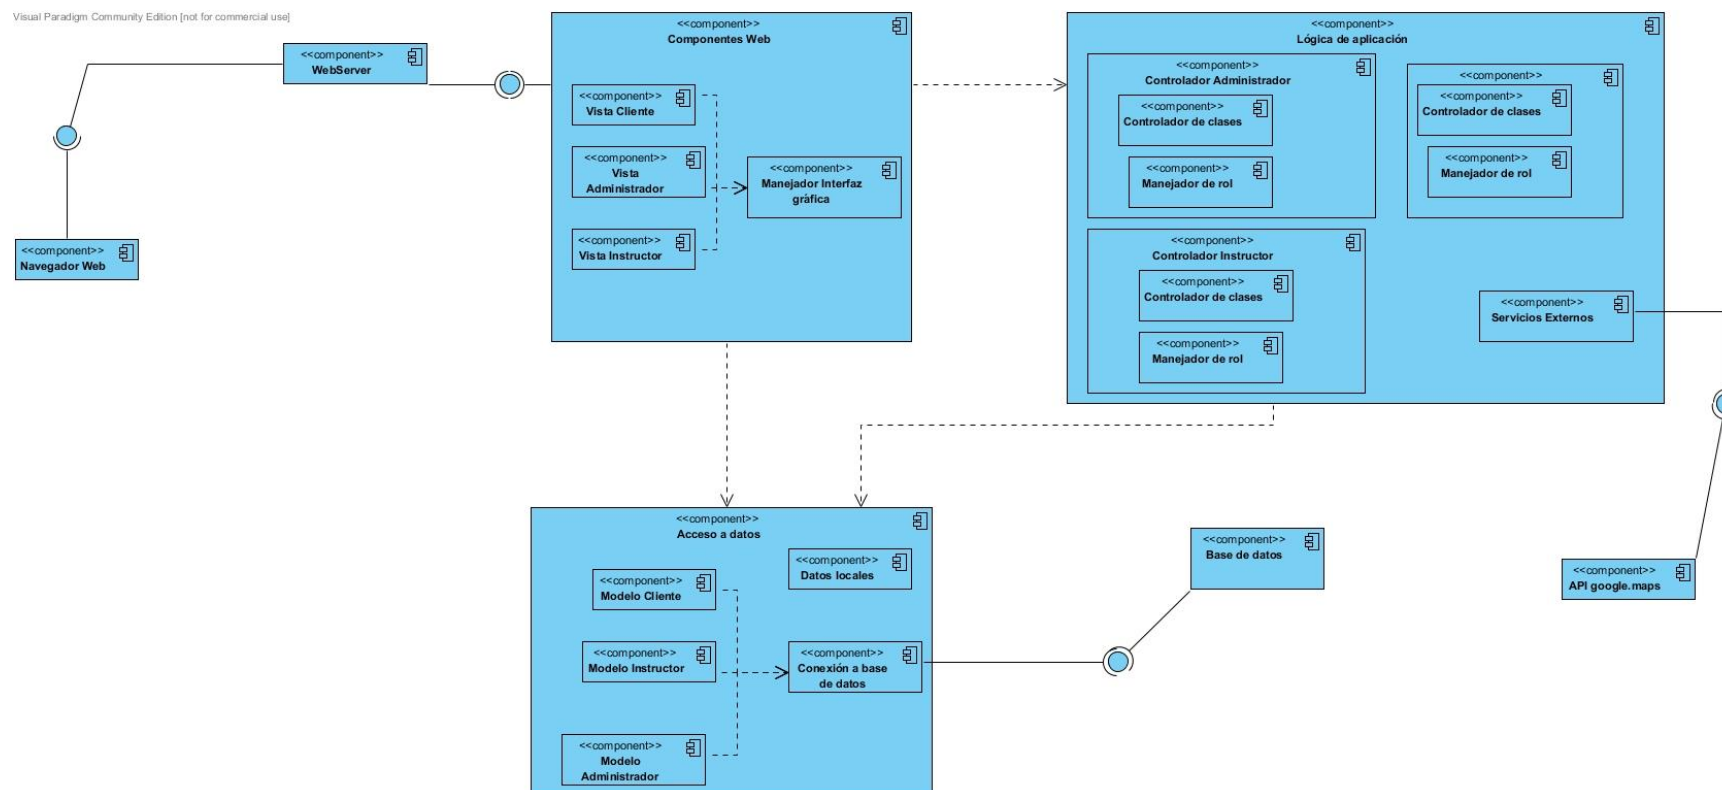 Visual Paradigm Community Edition [not for commercial use]
<<component>>
WebServer
<<component>>
Navegador Web
<<component>>
Componentes Web
<<component>>
Vista Cliente
<<component>>
Vista
Administrador
<<component>>
Vista Instructor
<<component>>
Manejador Interfaz
gráfica
<<component>>
Lógica de aplicación
<<component>>
Controlador Administrador
<<component>>
Controlador de clases
<<component>>
Manejador de rol
<<component>>
<<component>>
Controlador de clases
<<component>>
Manejador de rol
<<component>>
Controlador Instructor
<<component>>
Controlador de clases
<<component>>
Manejador de rol
<<component>>
Servicios Externos
<<component>>
Acceso a datos
<<component>>
Datos locales
<<component>>
Modelo Cliente
<<component>>
Modelo Instructor
<<component>>
Conexión a base
de datos
<<component>>
Modelo
Administrador
<<component>>
Base de datos
<<component>>
API google.maps